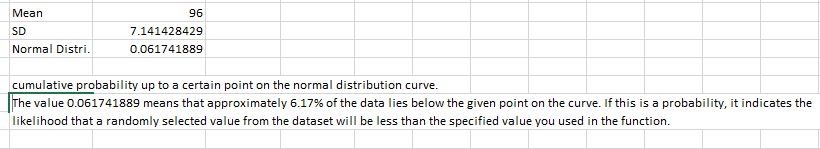 Mean 96
SD 7.141428429
Normal Distri. 0.061741889
cumulative probability up to a certain point on the normal distribution curve.
The value 0.061741889 means that approximately 6.17% of the data lies below the given point on the curve. If this is a probability, it indicates the
likelihood that a randomly selected value from the dataset will be less than the specified value you used in the function.